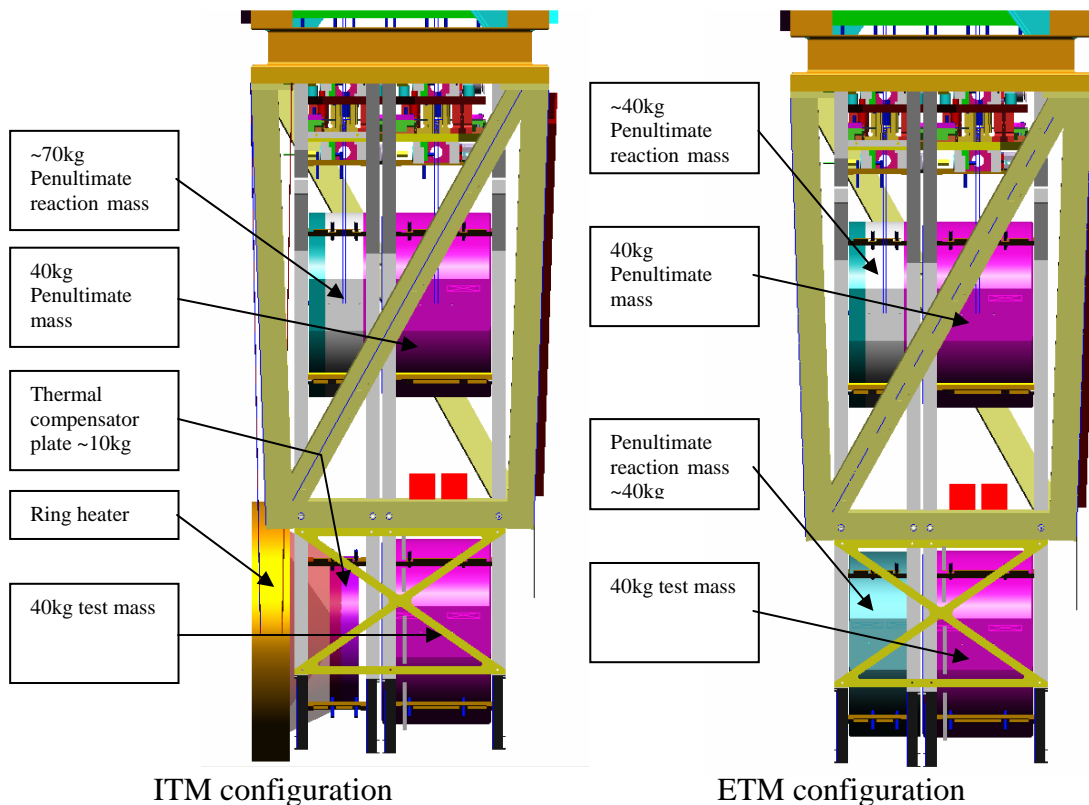 ~70kg
Penultimate
reaction mass
40kg
Penultimate
mass
Thermal
compensator
plate ~10kg
Ring heater
40kg test mass
ITM configuration
~40kg
Penultimate
reaction mass
40kg
Penultimate
mass
Penultimate
reaction mass
~40kg
40kg test mass
ETM configuration